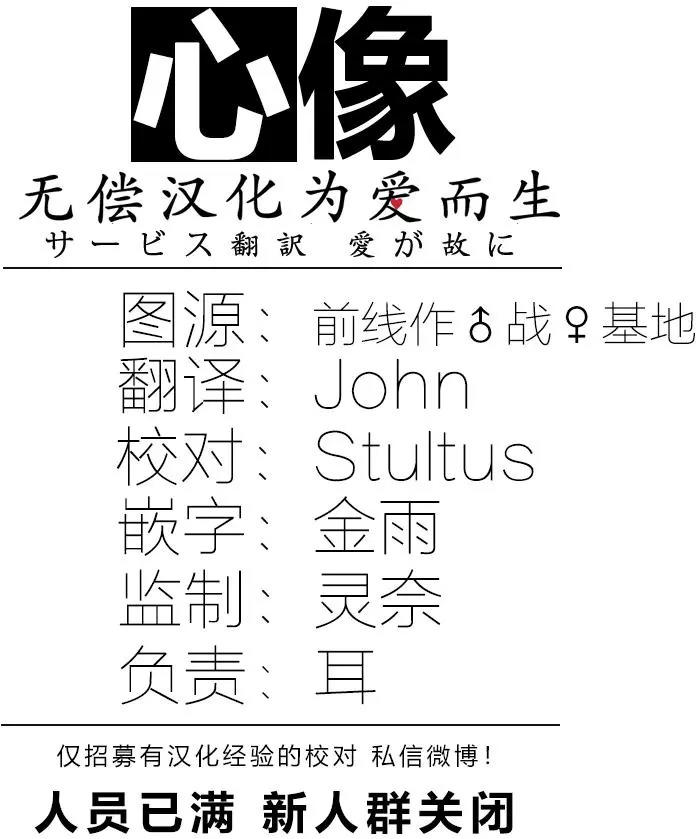 心像
无偿汉化为爱而生
サービス翻訳 愛が故に
图源：前线作♂战♀基地
翻译：John
校对：Stultus
嵌字：金雨
监制：灵奈
负责：耳
仅招募有汉化经验的校对 私信微博！
人员已满 新人群关闭